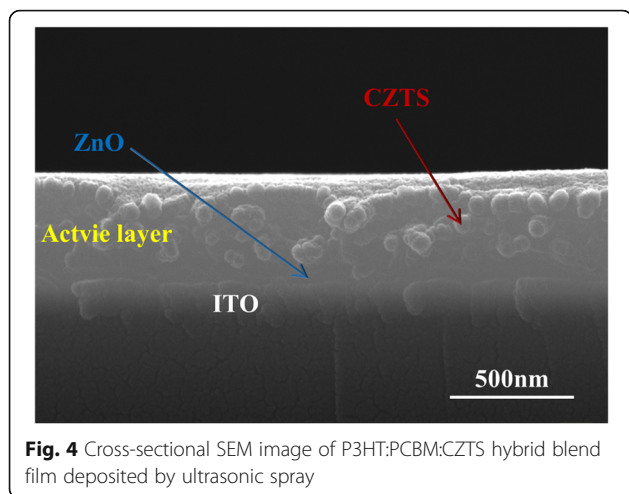 CZTS
ZnO
Actvie layer
ITO
500nm
Fig. 4 Cross-sectional SEM image of P3HT:PCBM:CZTS hybrid blend
film deposited by ultrasonic spray